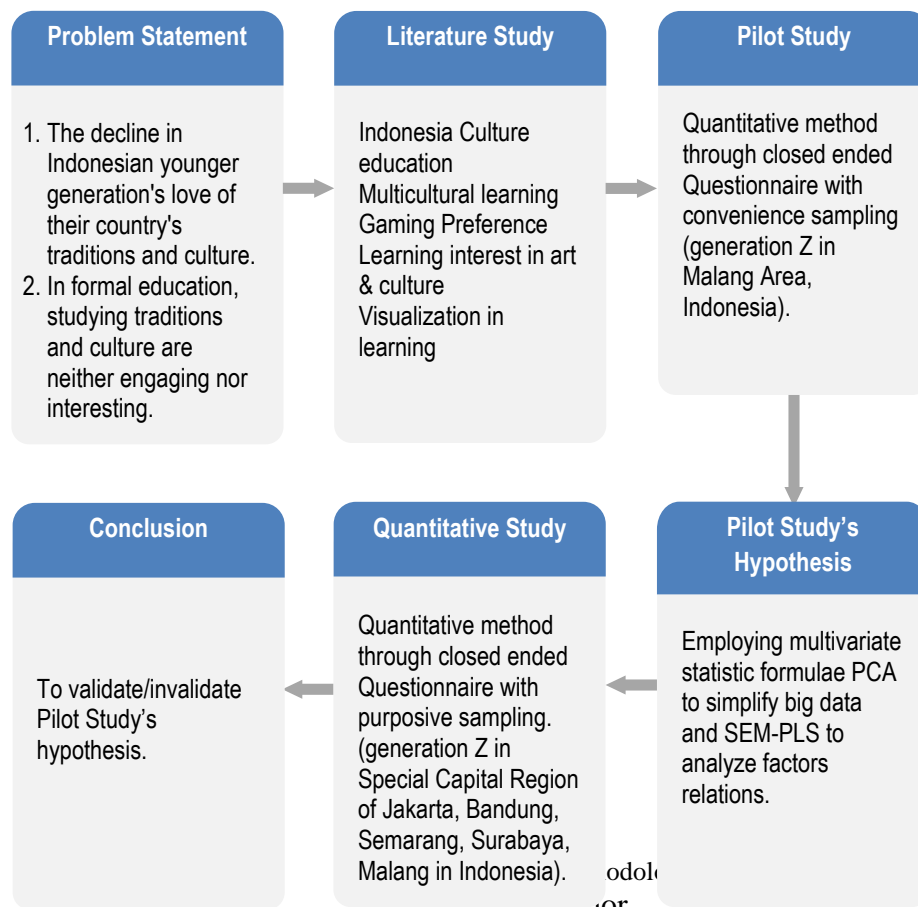 Problem Statement
1. The decline in
Indonesian younger
generation's love of
their country's
traditions and culture.
2. In formal education,
studying traditions
and culture are
neither engaging nor
interesting.
Literature Study
Indonesia Culture
education
Multicultural learning
Gaming Preference
Learning interest in art
& culture
Visualization in
learning
Pilot Study
Quantitative method
through closed ended
Questionnaire with
convenience sampling
(generation Z in
Malang Area,
Indonesia).
Pilot Study’s
Hypothesis
Employing multivariate
statistic formulae PCA
to simplify big data
and SEM-PLS to
analyze factors
relations.
Quantitative Study
Quantitative method
through closed ended
Questionnaire with
purposive sampling.
(generation Z in
Special Capital Region
of Jakarta, Bandung,
Semarang, Surabaya,
Malang in Indonesia).
Conclusion
To validate/invalidate
Pilot Study’s
hypothesis.